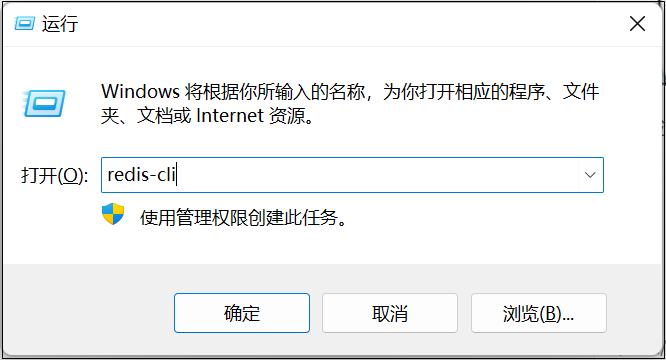 运行
Windows 将根据你所输入的名称，为你打开相应的程序、文件
夹、文档或 Internet 资源。
打开(O): redis-cli
使用管理权限创建此任务。
确定 取消 浏览(B)...